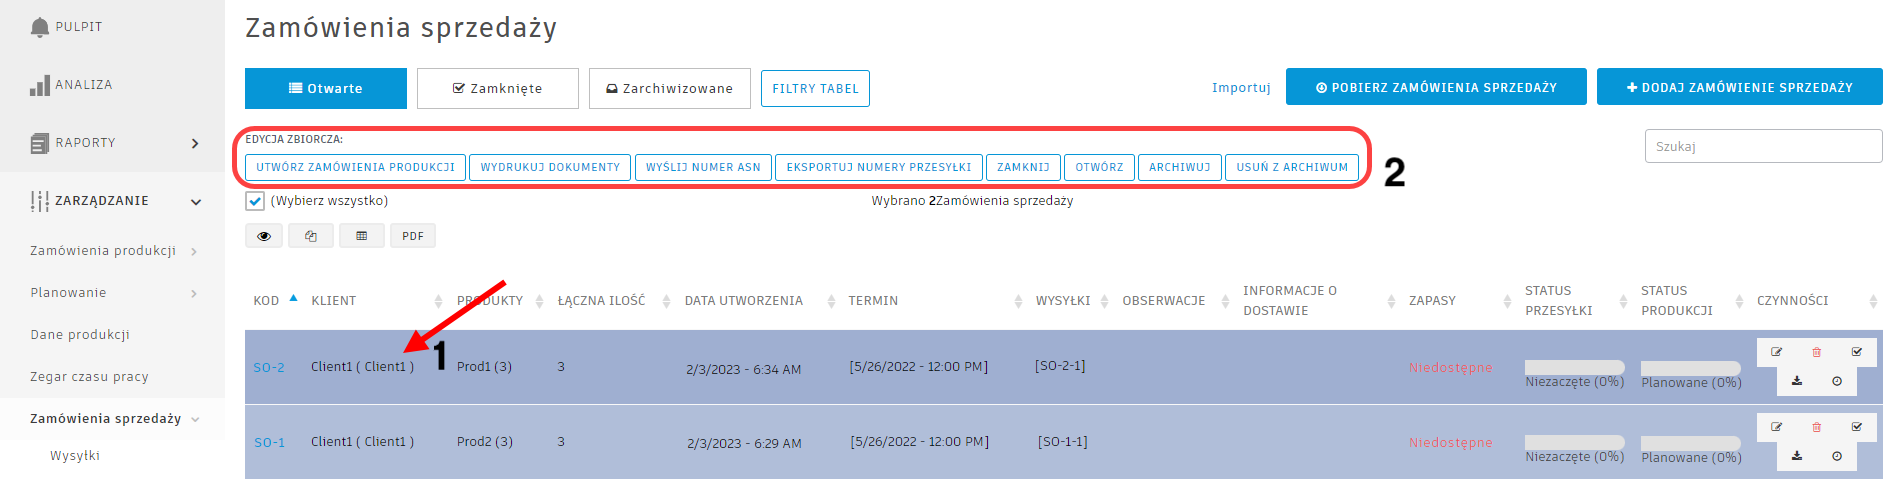 PULPIT
ANALIZA
RAPORTY
ZARZĄDZANIE
Zamówienia produkcji
Planowanie
Dane produkcji
Zegar czasu pracy
Zamówienia sprzedaży
Wysyłki
Zamówienia sprzedaży
Otwarte Zamknięte Zarchiwizowane FILTRY TABEL Importuj POBIERZ ZAMÓWIENIA SPRZEDAŻY DODAJ ZAMÓWIENIE SPRZEDAŻY
EDYCJA ZBIORCZA:
UTWÓRZ ZAMÓWIENIA PRODUKCJI WYDRUKUJ DOKUMENTY WYŚLIJ NUMER ASN EKSPORTUJ NUMERY PRZESYŁKI ZAMKNIJ OTWÓRZ ARCHIWUJ USUŃ Z ARCHIWUM 2
Szukaj
(Wybierz wszystko) Wybrano 2Zamówienia sprzedaży
PDF
KOD KLIENT PRODUKTY ŁĄCZNA ILOŚĆ DATA UTWORZENIA TERMIN WYSYŁKI OBSERWACJE INFORMACJE O DOSTAWIE ZAPASY STATUS PRZESYŁKI STATUS PRODUKCJI CZYNNOŚCI
1
SO-2 Client1 ( Client1 ) Prod1 (3) 3 2/3/2023 - 6:34 AM [5/26/2022 - 12:00 PM] [SO-2-1] Niedostępne Niezaczęte (0%) Planowane (0%)
SO-1 Client1 ( Client1 ) Prod2 (3) 3 2/3/2023 - 6:29 AM [5/26/2022 - 12:00 PM] [SO-1-1] Niedostępne Niezaczęte (0%) Planowane (0%)